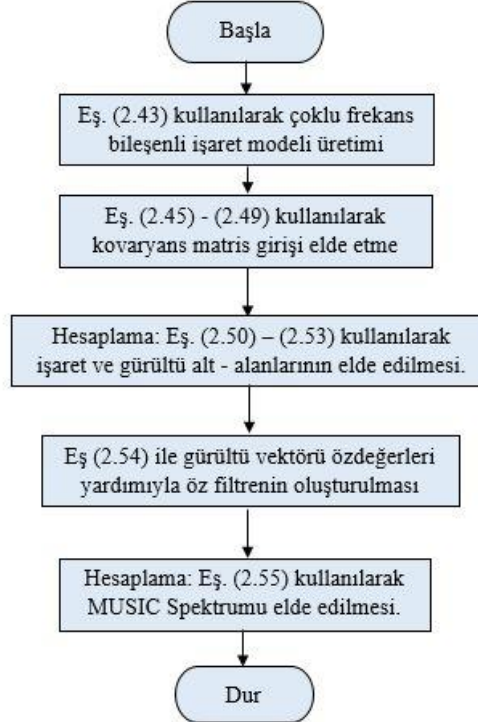 Başla
Eş. (2.43) kullanılarak çoklu frekans
bileşenli işaret modeli üretimi
Eş. (2.45) - (2.49) kullanılarak
kovaryans matris girişi elde etme
Hesaplama: Eş. (2.50) – (2.53) kullanılarak
işaret ve gürültü alt - alanlarının elde edilmesi.
Eş (2.54) ile gürültü vektörü özdeğerleri
yardımıyla öz filtrenin oluşturulması
Hesaplama: Eş. (2.55) kullanılarak
MUSIC Spektrumu elde edilmesi.
Dur